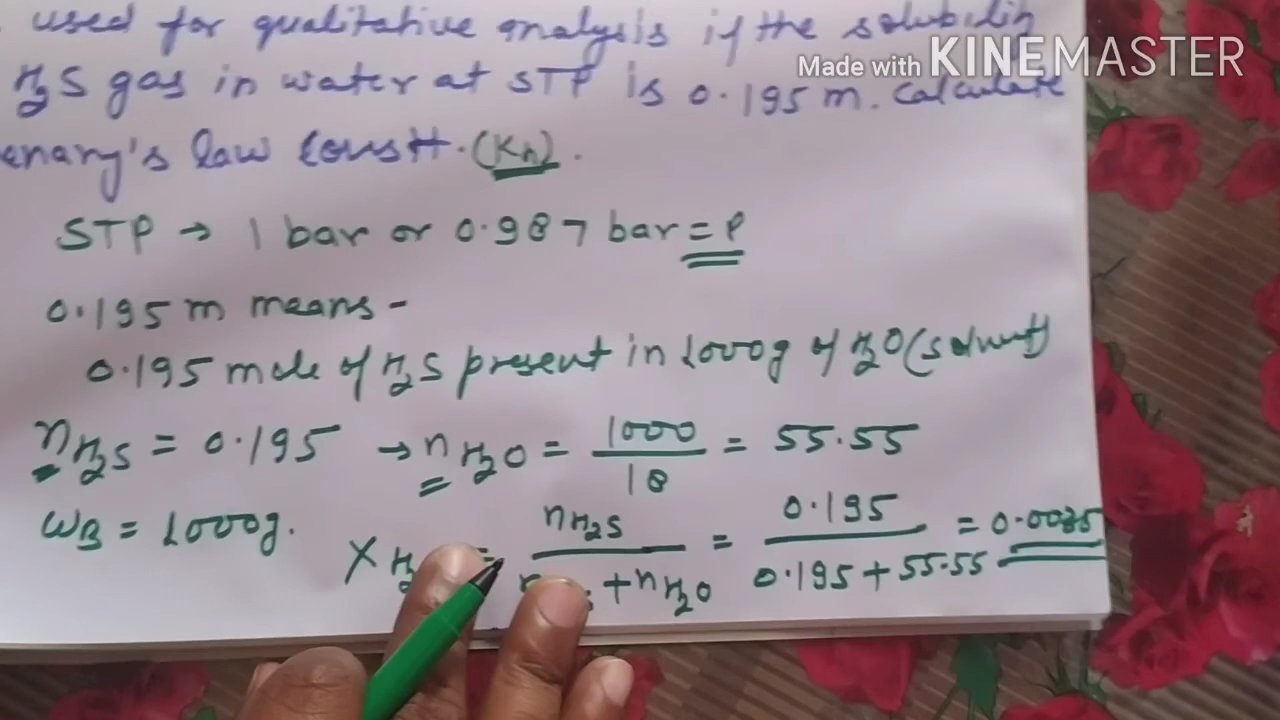 used for qualitative analysis if the solubility
Made with KINEMASTER
H2S gas in water at STP is 0.195 m. Calculate
enary's law constt. (KH).
STP → 1 bar or 0.987 bar = P
0.195 m means -
0.195 mole of H2S present in 1000g of H2O (solvent)
nH2S = 0.195 → nH2O = 1000/18 = 55.55
WB = 1000g.
XH = nH2S / + nH2O = 0.195 / 0.195 + 55.55 = 0.0035